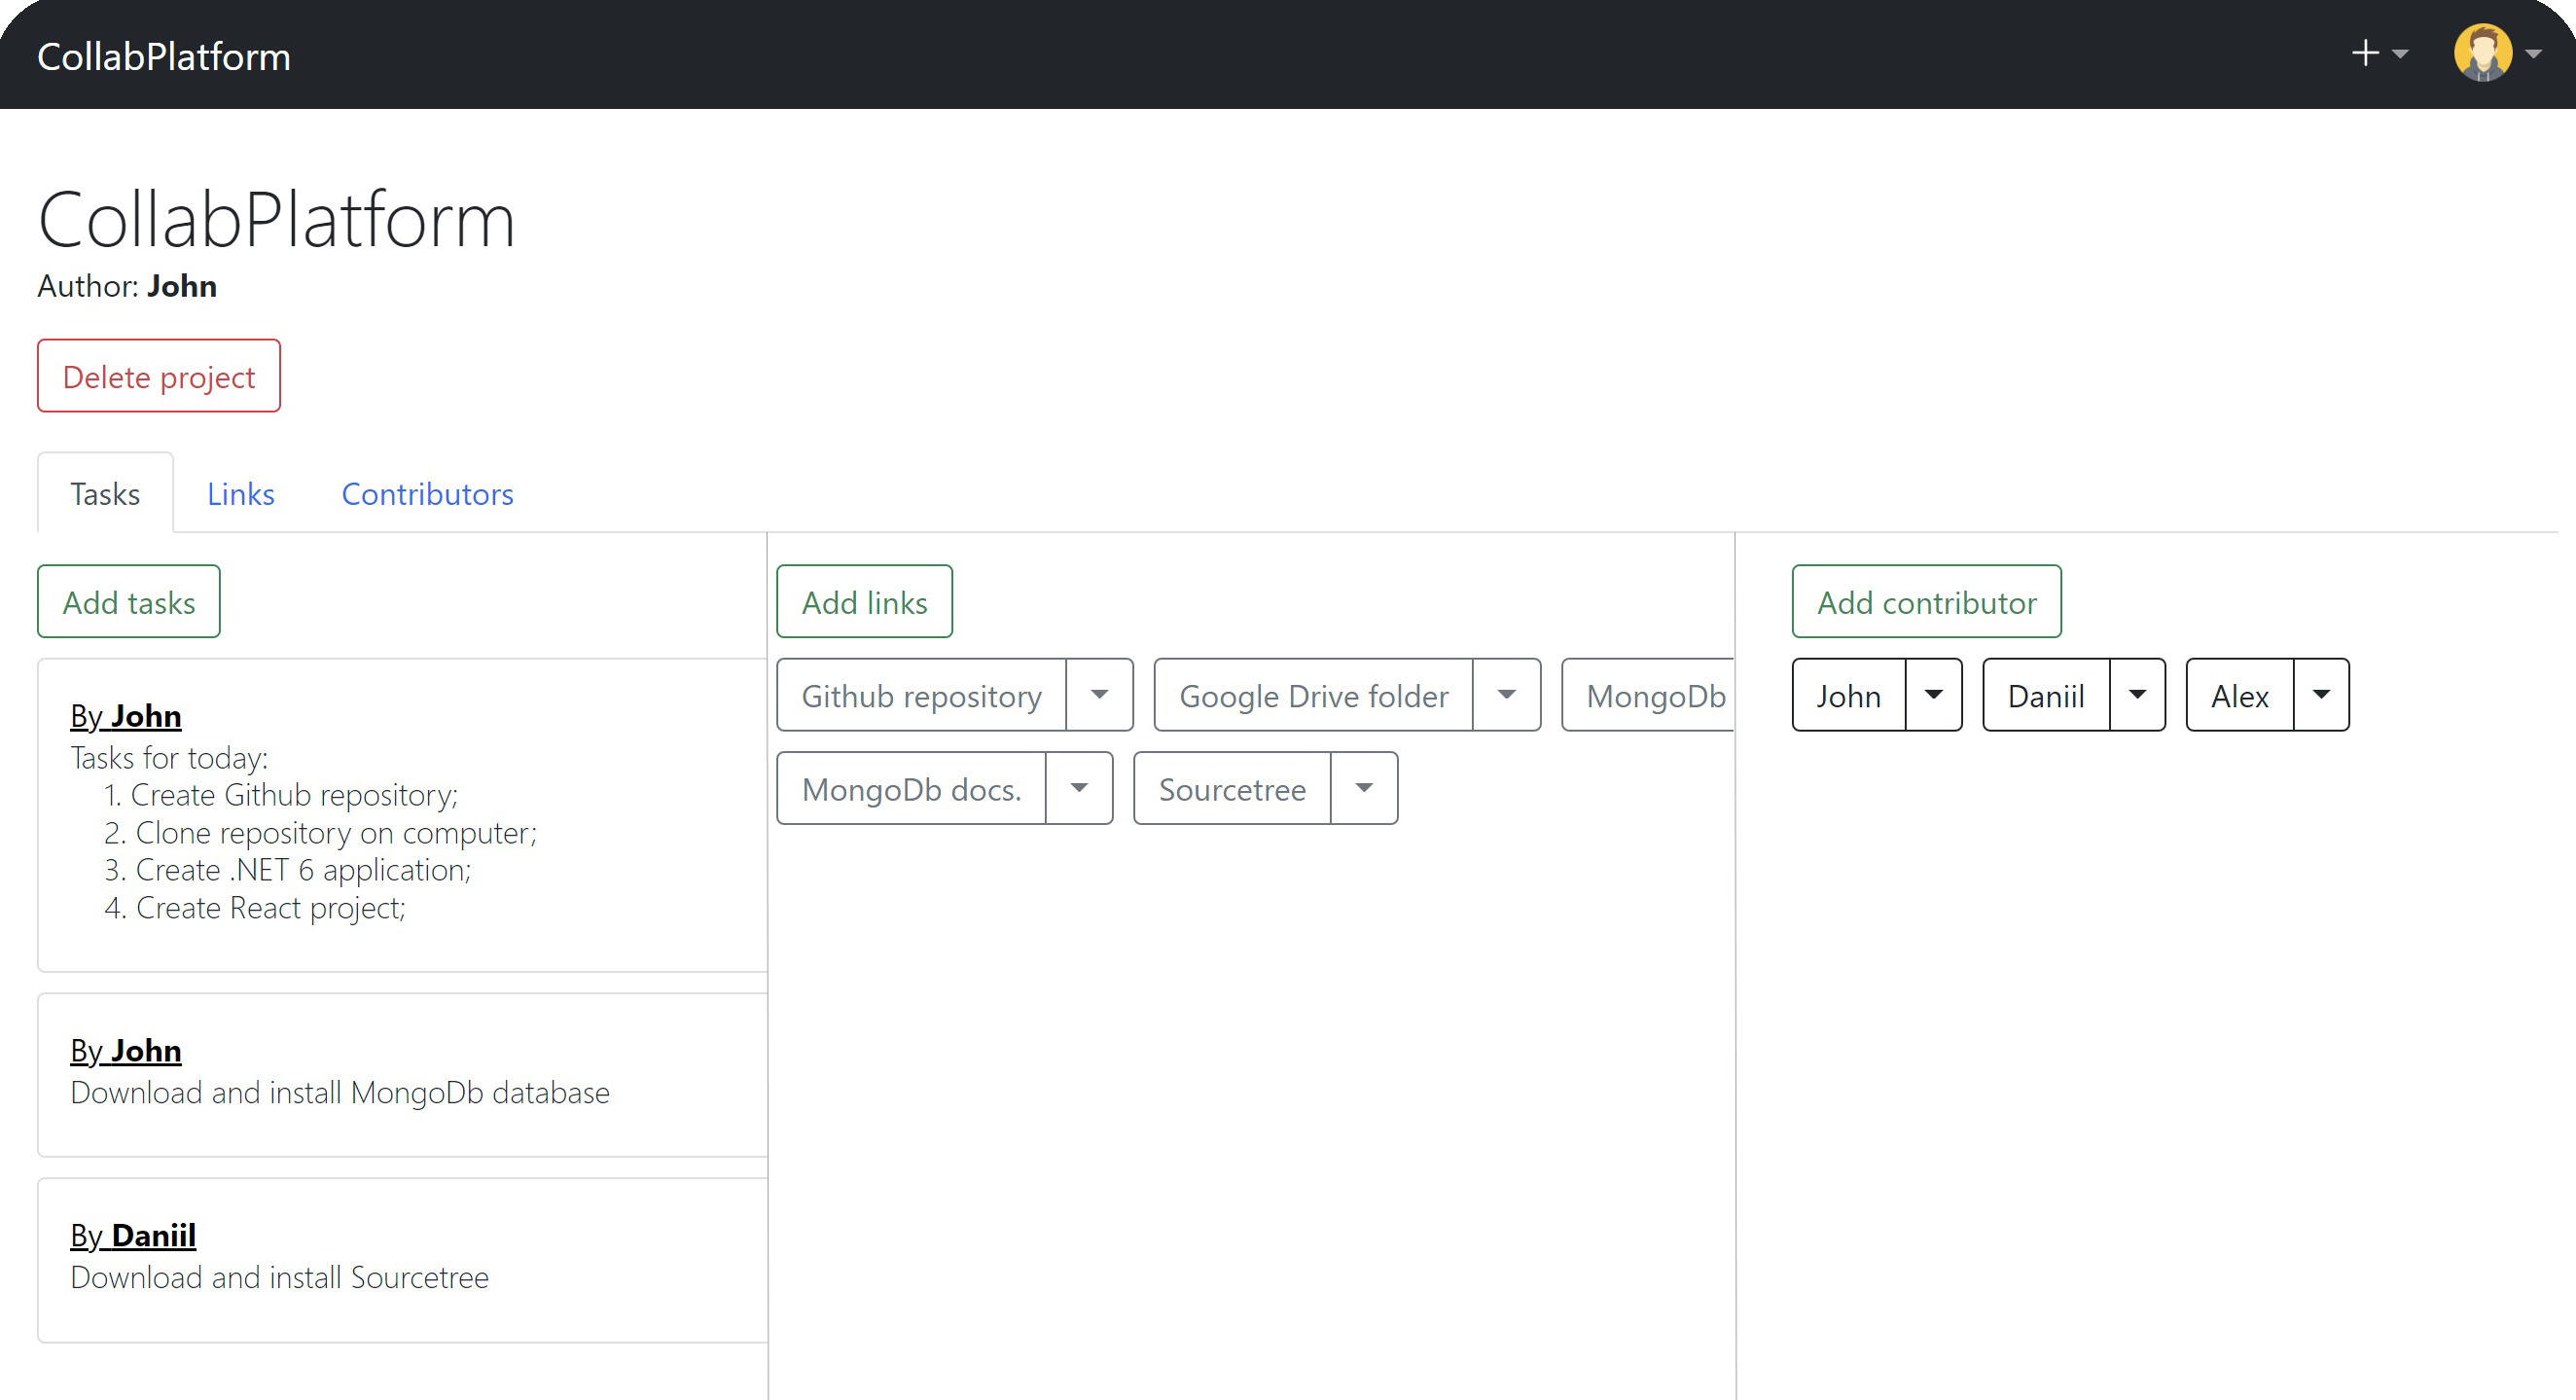 CollabPlatform
CollabPlatform
Author: John
Delete project
Tasks
Links
Contributors
Add tasks
By John
Tasks for today:
1. Create Github repository;
2. Clone repository on computer;
3. Create .NET 6 application;
4. Create React project;
By John
Download and install MongoDb database
By Daniil
Download and install Sourcetree
Add links
Github repository
Google Drive folder
MongoDb
MongoDb docs.
Sourcetree
Add contributor
John
Daniil
Alex